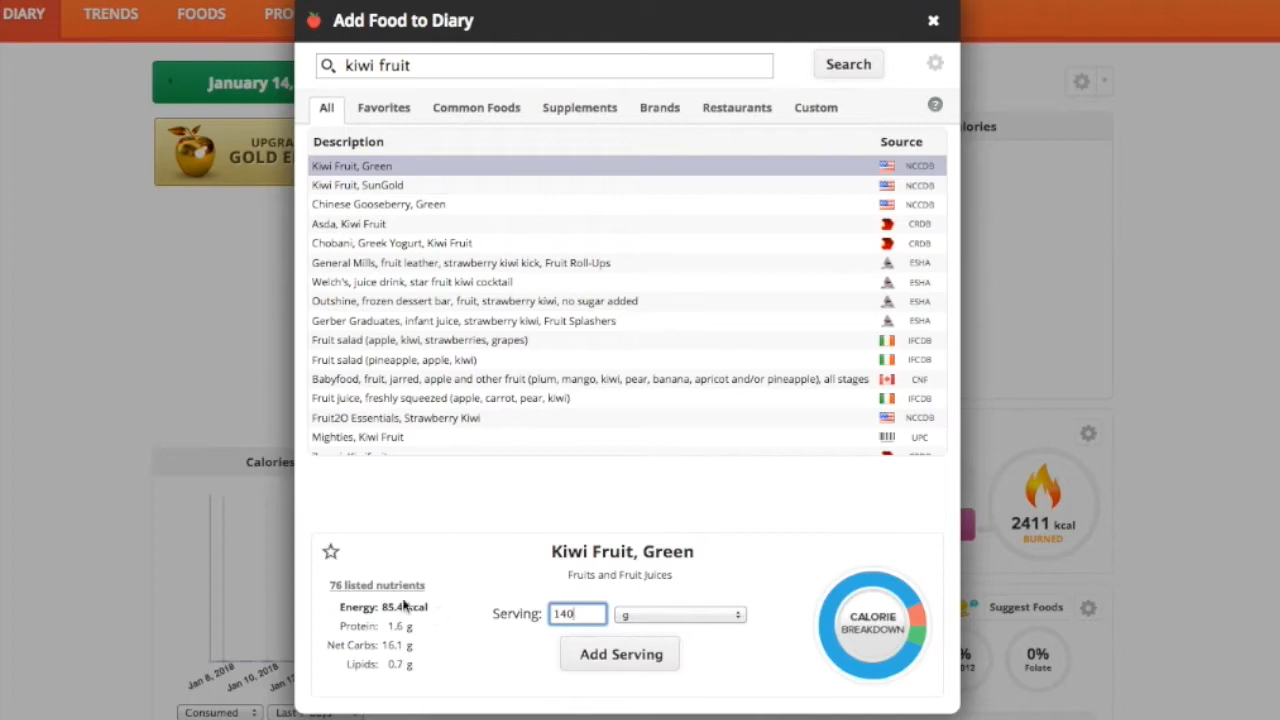 DIARY TRENDS FOODS PRO
Add Food to Diary
January 14,
kiwi fruit
Search
All Favorites Common Foods Supplements Brands Restaurants Custom
UPGRA
GOLD E
Description Source
Kiwi Fruit, Green NCCDB
Kiwi Fruit, SunGold NCCDB
Chinese Gooseberry, Green NCCDB
Asda, Kiwi Fruit CRDB
Chobani, Greek Yogurt, Kiwi Fruit CRDB
General Mills, fruit leather, strawberry kiwi kick, Fruit Roll-Ups ESHA
Welch's, juice drink, star fruit kiwi cocktail ESHA
Outshine, frozen dessert bar, fruit, strawberry kiwi, no sugar added ESHA
Gerber Graduates, infant juice, strawberry kiwi, Fruit Splashers ESHA
Fruit salad (apple, kiwi, strawberries, grapes) IFCDB
Fruit salad (pineapple, apple, kiwi) IFCDB
Babyfood, fruit, jarred, apple and other fruit (plum, mango, kiwi, pear, banana, apricot and/or pineapple), all stages CNF
Fruit juice, freshly squeezed (apple, carrot, pear, kiwi) IFCDB
Fruit2O Essentials, Strawberry Kiwi NCCDB
Mighties, Kiwi Fruit UPC
lories
Calories
2411 kcal
BURNED
Kiwi Fruit, Green
Fruits and Fruit Juices
76 listed nutrients
Energy: 85.4 kcal
Protein: 1.6 g
Net Carbs: 16.1 g
Lipids: 0.7 g
Serving: 140 g
Add Serving
CALORIE
BREAKDOWN
Suggest Foods
%
012
0%
Folate
Jan 8, 2018
Jan 10, 2018
Jan 1
Consumed
Last 7 days